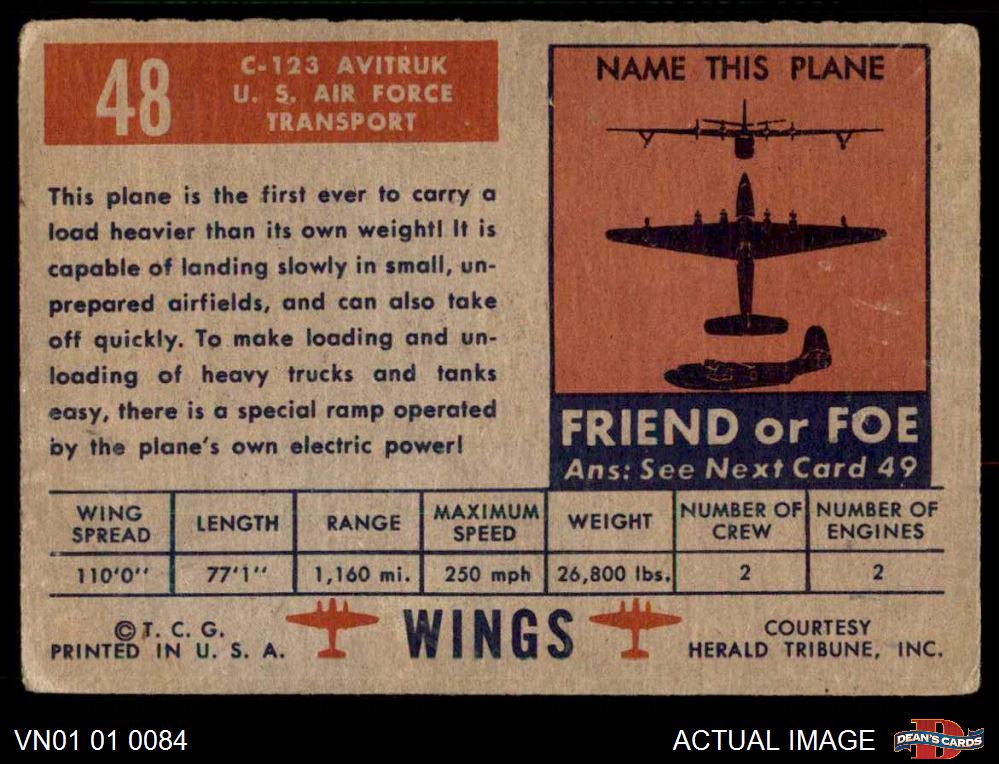 48
C-123 AVITRUK
U. S. AIR FORCE
TRANSPORT
This plane is the first ever to carry a
load heavier than its own weight! It is
capable of landing slowly in small, un-
prepared airfields, and can also take
off quickly. To make loading and un-
loading of heavy trucks and tanks
easy, there is a special ramp operated
by the plane's own electric power!
NAME THIS PLANE
FRIEND or FOE
Ans: See Next Card 49
WING SPREAD LENGTH RANGE MAXIMUM SPEED WEIGHT NUMBER OF CREW NUMBER OF ENGINES
110'0'' 77'1'' 1,160 mi. 250 mph 26,800 lbs. 2 2
© T. C. G.
PRINTED IN U. S. A.
WINGS
COURTESY
HERALD TRIBUNE, INC.
VN01 01 0084
ACTUAL IMAGE
D
DEAN'S CARDS